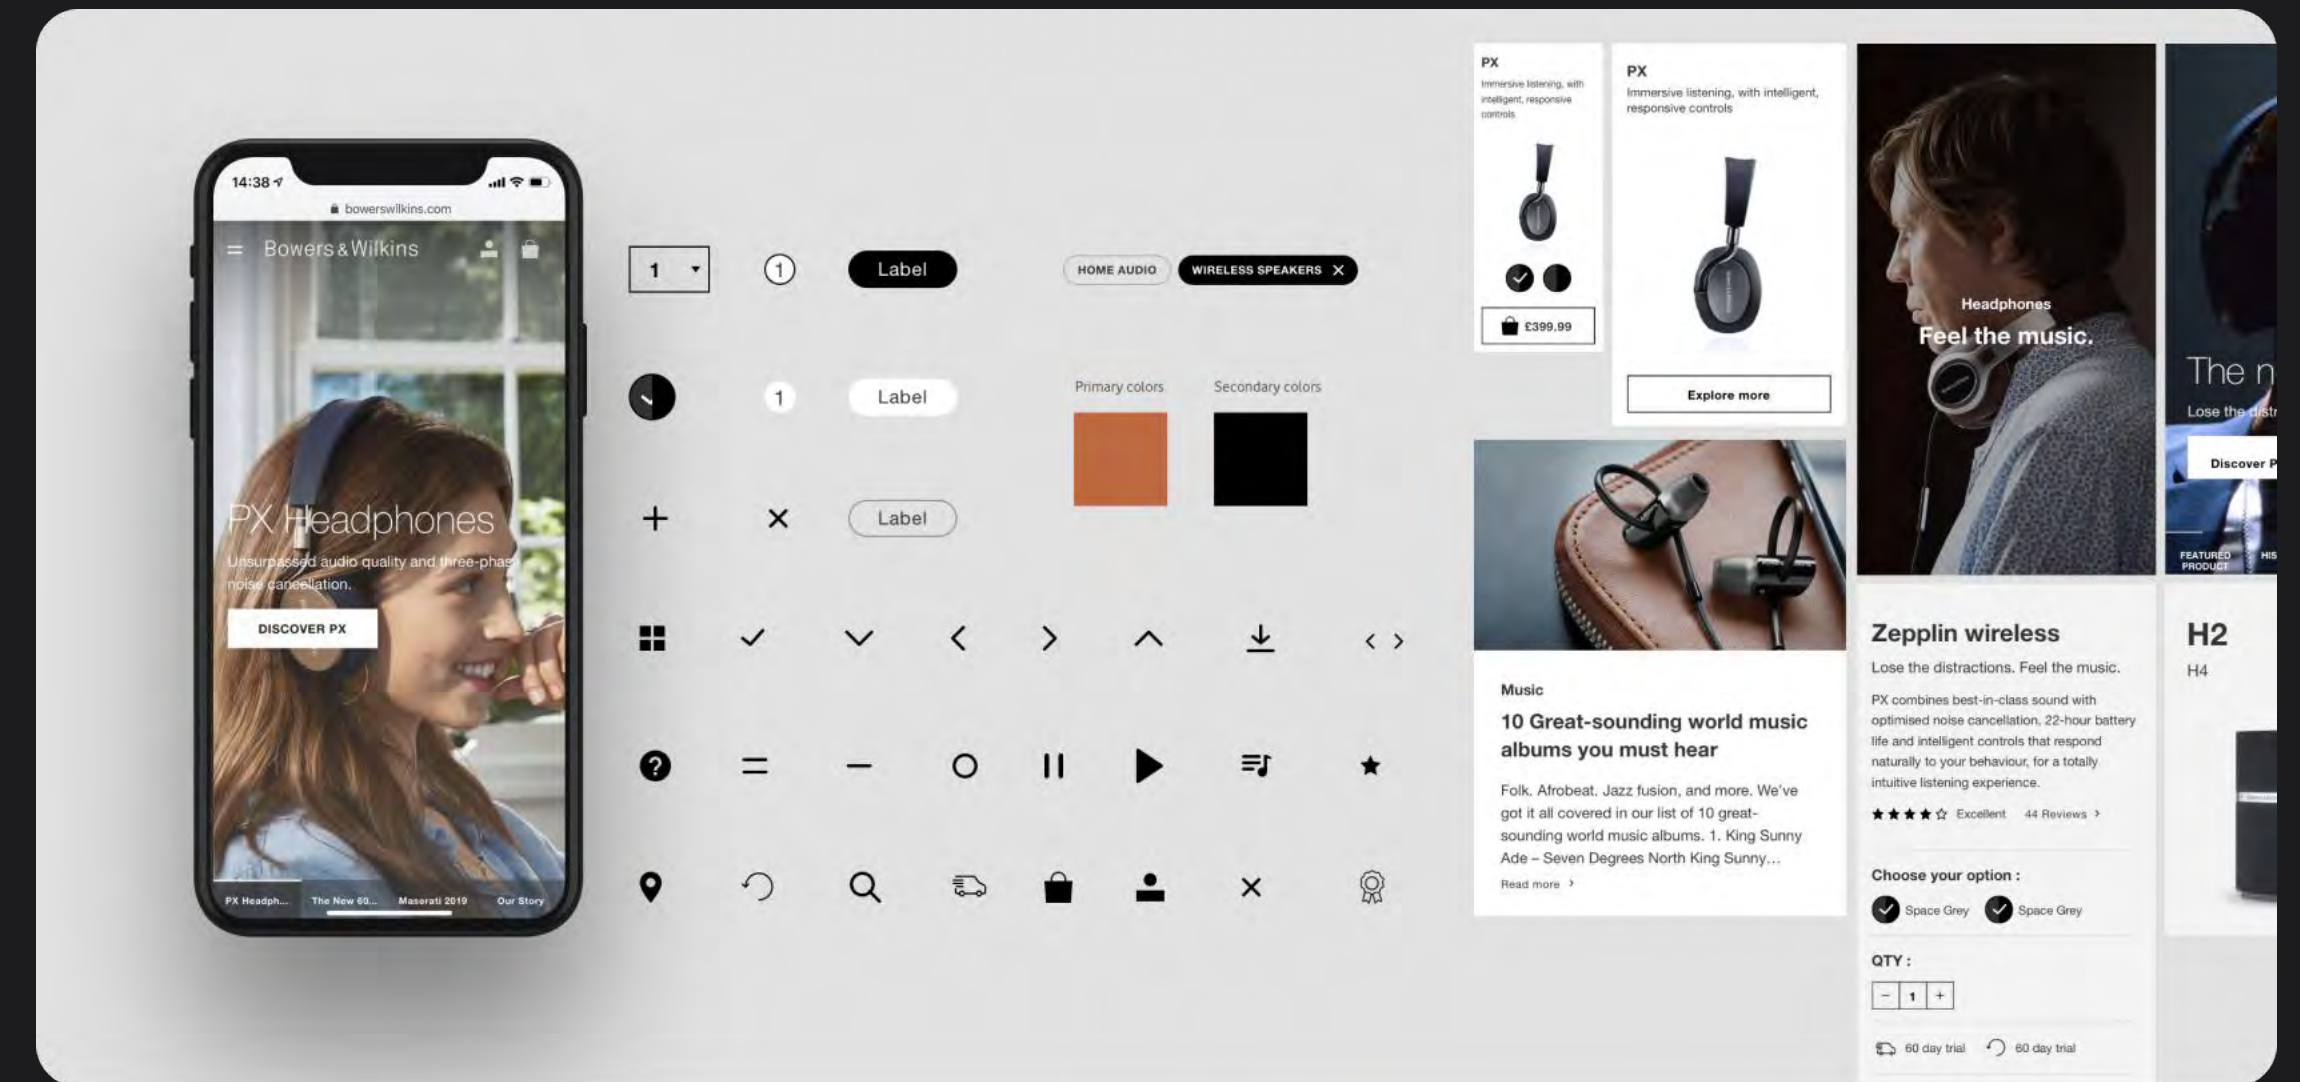 14:38
bowerswilkins.com
Bowers & Wilkins
PX Headphones
Unsurpassed audio quality and three-phas
noise cancellation.
DISCOVER PX
PX Headph...
The New 60...
Maserati 2019
Our Story
1
1
Label
HOME AUDIO
WIRELESS SPEAKERS
1
Label
Primary colors
Secondary colors
Label
?
PX
Immersive listening, with
intelligent, responsive
controls
£399.99
PX
Immersive listening, with intelligent,
responsive controls
Explore more
Music
10 Great-sounding world music
albums you must hear
Folk. Afrobeat. Jazz fusion, and more. We've
got it all covered in our list of 10 great-
sounding world music albums. 1. King Sunny
Ade – Seven Degrees North King Sunny...
Read more
Headphones
Feel the music.
Zepplin wireless
Lose the distractions. Feel the music.
PX combines best-in-class sound with
optimised noise cancellation, 22-hour battery
life and intelligent controls that respond
naturally to your behaviour, for a totally
intuitive listening experience.
Excellent
44 Reviews
Choose your option :
Space Grey
Space Grey
QTY :
− 1 +
60 day trial
60 day trial
The n
Lose the distr
Discover P
FEATURED
PRODUCT
HIS
H2
H4